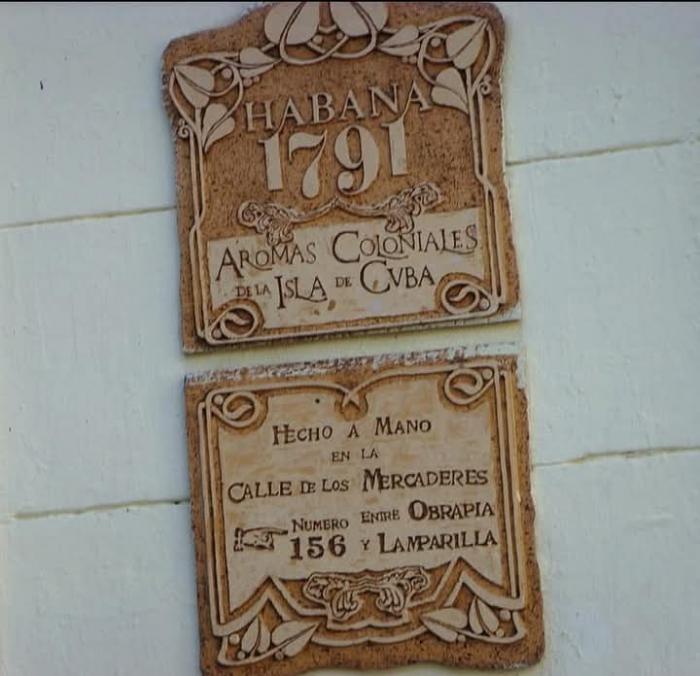 HABANA
1791
AROMAS COLONIALES
DE LA ISLA DE CVBA
HECHO A MANO
EN LA
CALLE DE LOS MERCADERES
NUMERO ENTRE OBRAPIA
156 Y LAMPARILLA